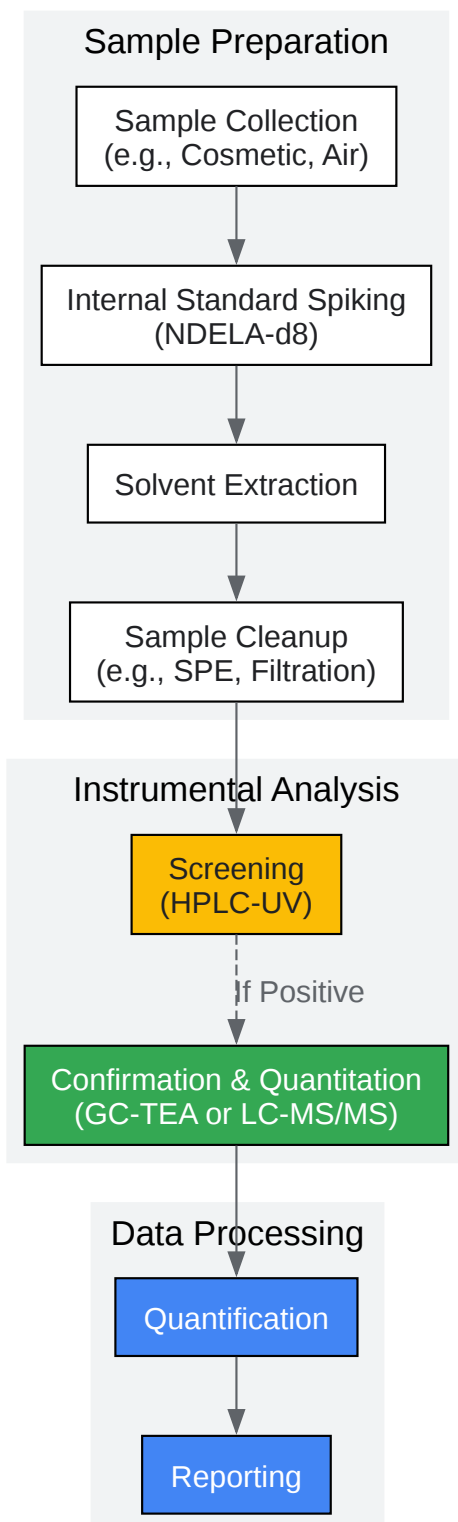 Sample Preparation
Sample Collection
(e.g., Cosmetic, Air)
Internal Standard Spiking
(NDELA-d8)
Solvent Extraction
Sample Cleanup
(e.g., SPE, Filtration)
Instrumental Analysis
Screening
(HPLC-UV)
If Positive
Confirmation & Quantitation
(GC-TEA or LC-MS/MS)
Data Processing
Quantification
Reporting